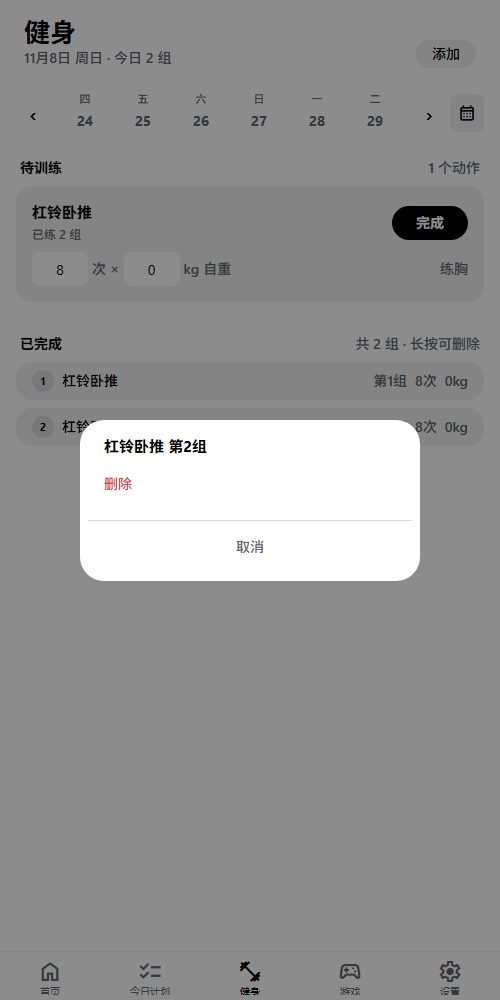 健身
11月8日 周日 · 今日 2 组
添加
四 五 六 日 一 二
‹ 24 25 26 27 28 29 ›
待训练 1 个动作
杠铃卧推
已练 2 组
完成
8 次 × 0 kg 自重 练胸
已完成 共 2 组 · 长按可删除
1 杠铃卧推 第1组 8次 0kg
2 杠铃 8次 0kg
杠铃卧推 第2组
删除
取消
首页 今日计划 健身 游戏 设置